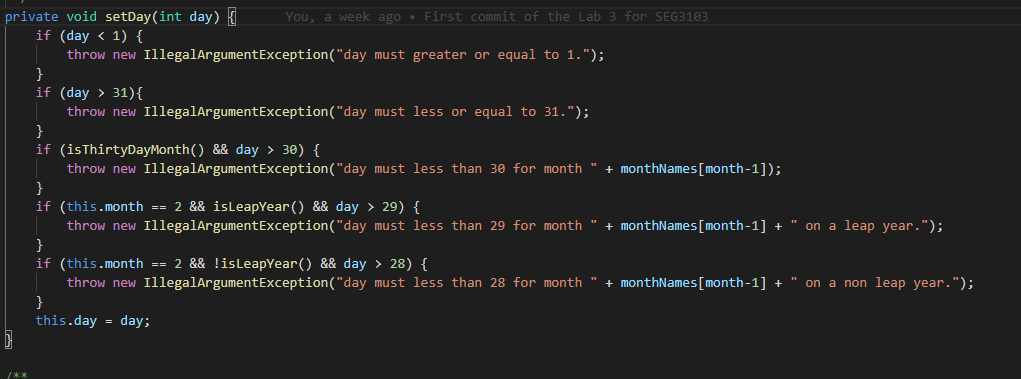 private void setDay(int day) { You, a week ago • First commit of the Lab 3 for SEG3103
if (day < 1) {
throw new IllegalArgumentException("day must greater or equal to 1.");
}
if (day > 31){
throw new IllegalArgumentException("day must less or equal to 31.");
}
if (isThirtyDayMonth() && day > 30) {
throw new IllegalArgumentException("day must less than 30 for month " + monthNames[month-1]);
}
if (this.month == 2 && isLeapYear() && day > 29) {
throw new IllegalArgumentException("day must less than 29 for month " + monthNames[month-1] + " on a leap year.");
}
if (this.month == 2 && !isLeapYear() && day > 28) {
throw new IllegalArgumentException("day must less than 28 for month " + monthNames[month-1] + " on a non leap year.");
}
this.day = day;
}
/**